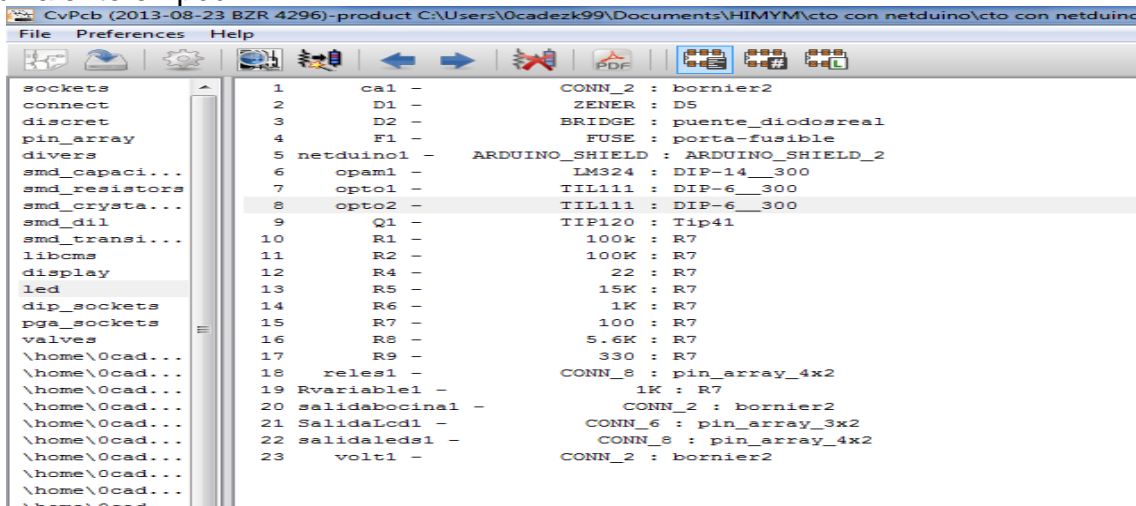 CvPcb (2013-08-23 BZR 4296)-product C:\Users\0cadezk99\Documents\HIMYM\cto con netduino\cto con netduino
File Preferences Help
PDF
sockets
connect
discret
pin_array
divers
smd_capaci...
smd_resistors
smd_crysta...
smd_dil
smd_transi...
libcms
display
led
dip_sockets
pga_sockets
valves
\home\0cad...
\home\0cad...
\home\0cad...
\home\0cad...
\home\0cad...
\home\0cad...
\home\0cad...
\home\0cad...
1 ca1 - CONN_2 : bornier2
2 D1 - ZENER : D5
3 D2 - BRIDGE : puente_diodosreal
4 F1 - FUSE : porta-fusible
5 netduino1 - ARDUINO_SHIELD : ARDUINO_SHIELD_2
6 opam1 - LM324 : DIP-14__300
7 opto1 - TIL111 : DIP-6__300
8 opto2 - TIL111 : DIP-6__300
9 Q1 - TIP120 : Tip41
10 R1 - 100k : R7
11 R2 - 100K : R7
12 R4 - 22 : R7
13 R5 - 15K : R7
14 R6 - 1K : R7
15 R7 - 100 : R7
16 R8 - 5.6K : R7
17 R9 - 330 : R7
18 reles1 - CONN_8 : pin_array_4x2
19 Rvariable1 - 1K : R7
20 salidabocina1 - CONN_2 : bornier2
21 SalidaLcd1 - CONN_6 : pin_array_3x2
22 salidaleds1 - CONN_8 : pin_array_4x2
23 volt1 - CONN_2 : bornier2